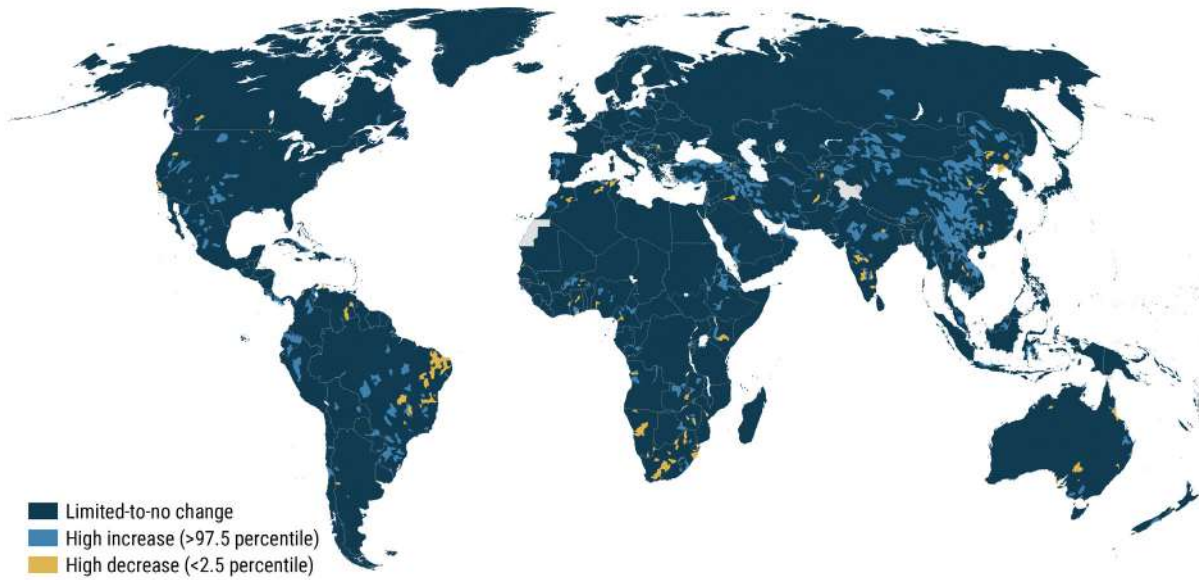 Limited-to-no change
High increase (>97.5 percentile)
High decrease (<2.5 percentile)